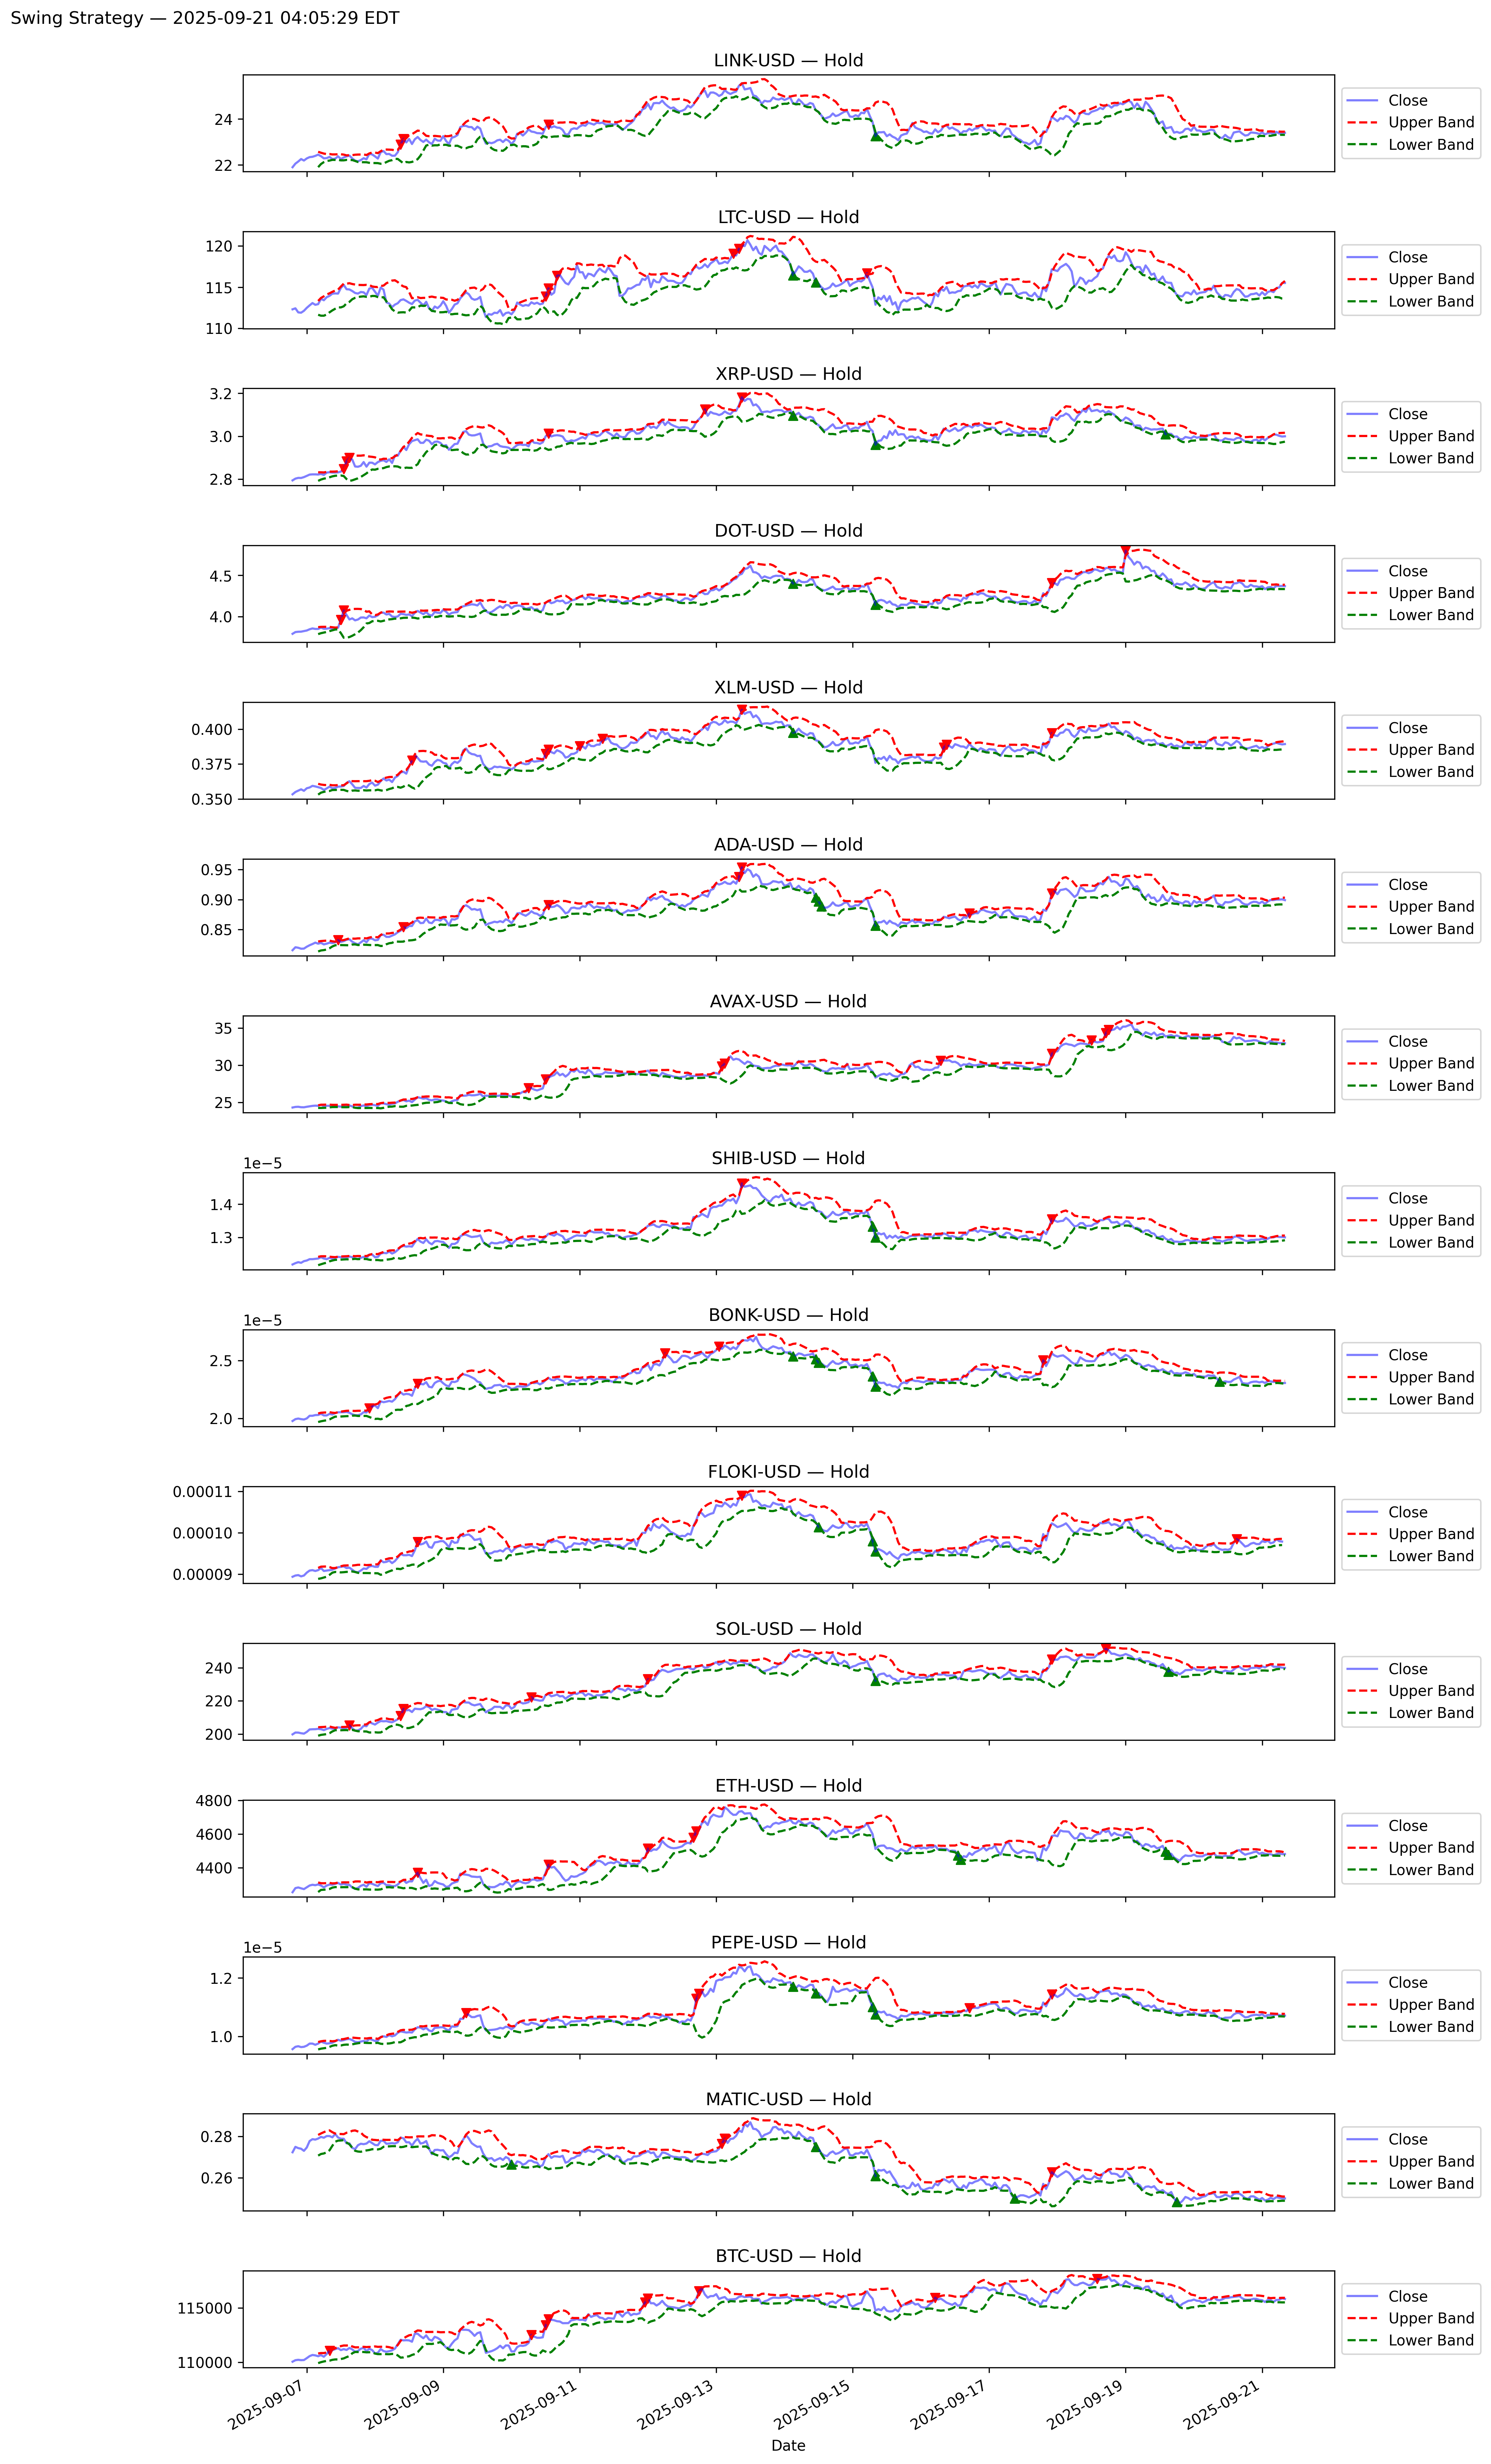 Swing Strategy — 2025-09-21 04:05:29 EDT
LINK-USD — Hold
24
22
Close
Upper Band
Lower Band
LTC-USD — Hold
120
115
110
Close
Upper Band
Lower Band
XRP-USD — Hold
3.2
3.0
2.8
Close
Upper Band
Lower Band
DOT-USD — Hold
4.5
4.0
Close
Upper Band
Lower Band
XLM-USD — Hold
0.400
0.375
0.350
Close
Upper Band
Lower Band
ADA-USD — Hold
0.95
0.90
0.85
Close
Upper Band
Lower Band
AVAX-USD — Hold
35
30
25
Close
Upper Band
Lower Band
SHIB-USD — Hold
1e−5
1.4
1.3
Close
Upper Band
Lower Band
BONK-USD — Hold
1e−5
2.5
2.0
Close
Upper Band
Lower Band
FLOKI-USD — Hold
0.00011
0.00010
0.00009
Close
Upper Band
Lower Band
SOL-USD — Hold
240
220
200
Close
Upper Band
Lower Band
ETH-USD — Hold
4800
4600
4400
Close
Upper Band
Lower Band
PEPE-USD — Hold
1e−5
1.2
1.0
Close
Upper Band
Lower Band
MATIC-USD — Hold
0.28
0.26
Close
Upper Band
Lower Band
BTC-USD — Hold
115000
110000
Close
Upper Band
Lower Band
2025-09-07
2025-09-09
2025-09-11
2025-09-13
2025-09-15
2025-09-17
2025-09-19
2025-09-21
Date